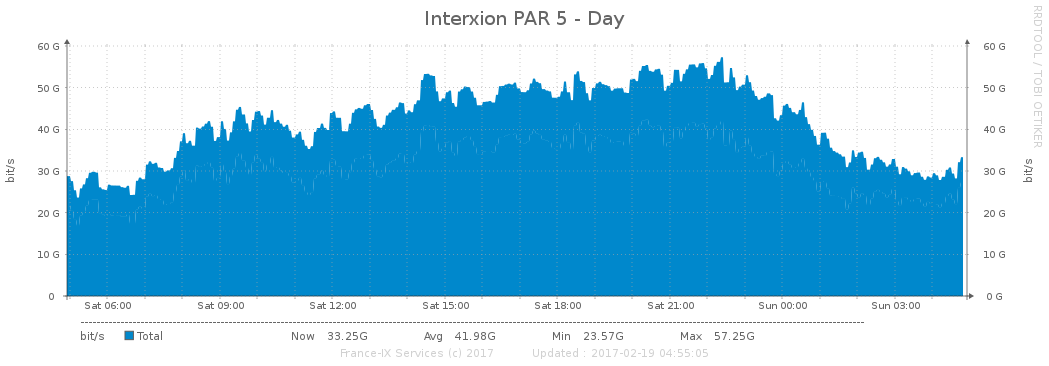 Interxion PAR 5 - Day
RRDTOOL / TOBI OETIKER
60 G 60 G
50 G 50 G
40 G 40 G
30 G 30 G
20 G 20 G
10 G 10 G
0 0 G
bit/s bit/s
Sat 06:00 Sat 09:00 Sat 12:00 Sat 15:00 Sat 18:00 Sat 21:00 Sun 00:00 Sun 03:00
bit/s Total Now 33.25G Avg 41.98G Min 23.57G Max 57.25G
France-IX Services (c) 2017 Updated : 2017-02-19 04:55:05